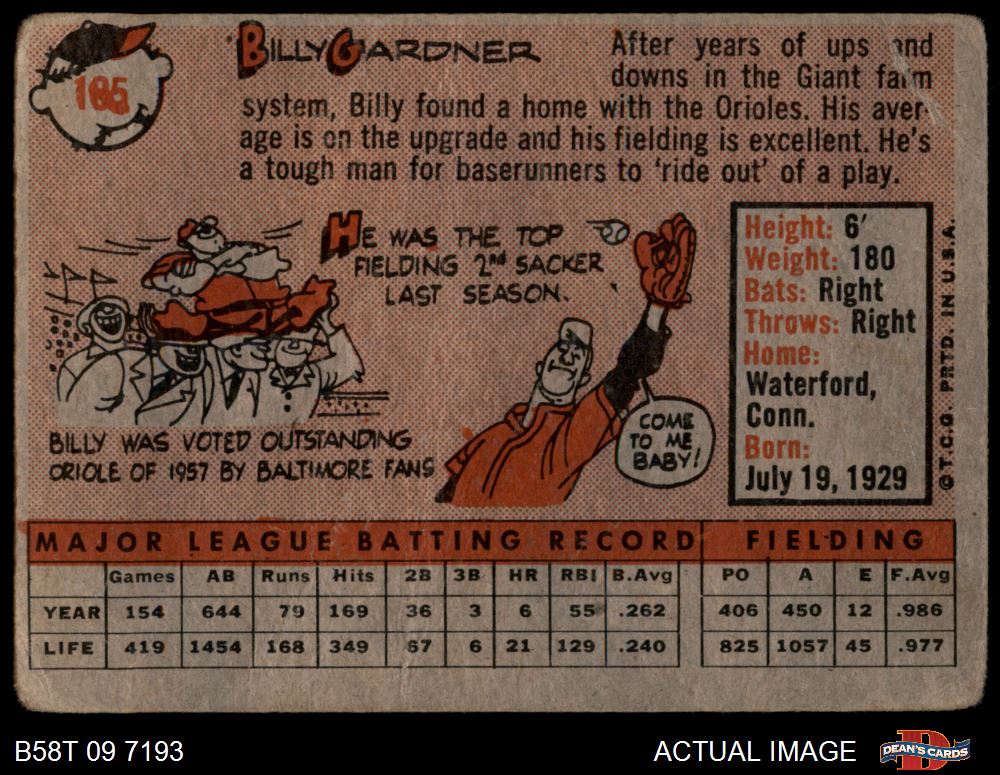 105
BILLY GARDNER
After years of ups and
downs in the Giant farm
system, Billy found a home with the Orioles. His aver-
age is on the upgrade and his fielding is excellent. He's
a tough man for baserunners to 'ride out' of a play.
HE WAS THE TOP
FIELDING 2ND SACKER
LAST SEASON.
BILLY WAS VOTED OUTSTANDING
ORIOLE OF 1957 BY BALTIMORE FANS
COME
TO ME,
BABY!
Height: 6'
Weight: 180
Bats: Right
Throws: Right
Home:
Waterford,
Conn.
Born:
July 19, 1929
© T.C.G. PRTD. IN U.S.A.
MAJOR LEAGUE BATTING RECORD FIELDING
Games AB Runs Hits 2B 3B HR RBI B.Avg PO A E F.Avg
YEAR 154 644 79 169 36 3 6 55 .262 406 450 12 .986
LIFE 419 1454 168 349 67 6 21 129 .240 825 1057 45 .977
B58T 09 7193
ACTUAL IMAGE
DEAN'S CARDS